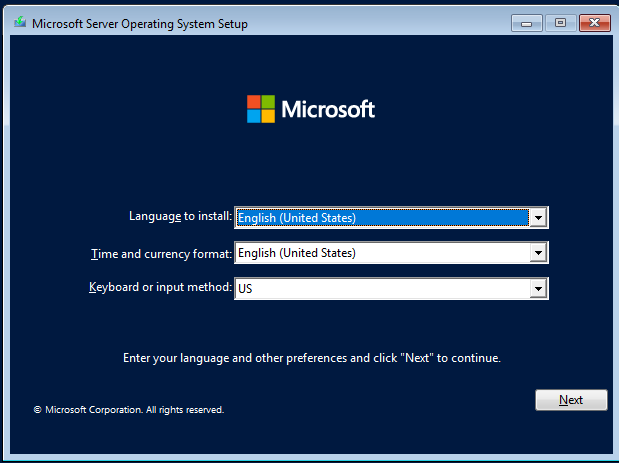 Microsoft Server Operating System Setup
Microsoft
Language to install: English (United States)
Time and currency format: English (United States)
Keyboard or input method: US
Enter your language and other preferences and click "Next" to continue.
Next
© Microsoft Corporation. All rights reserved.